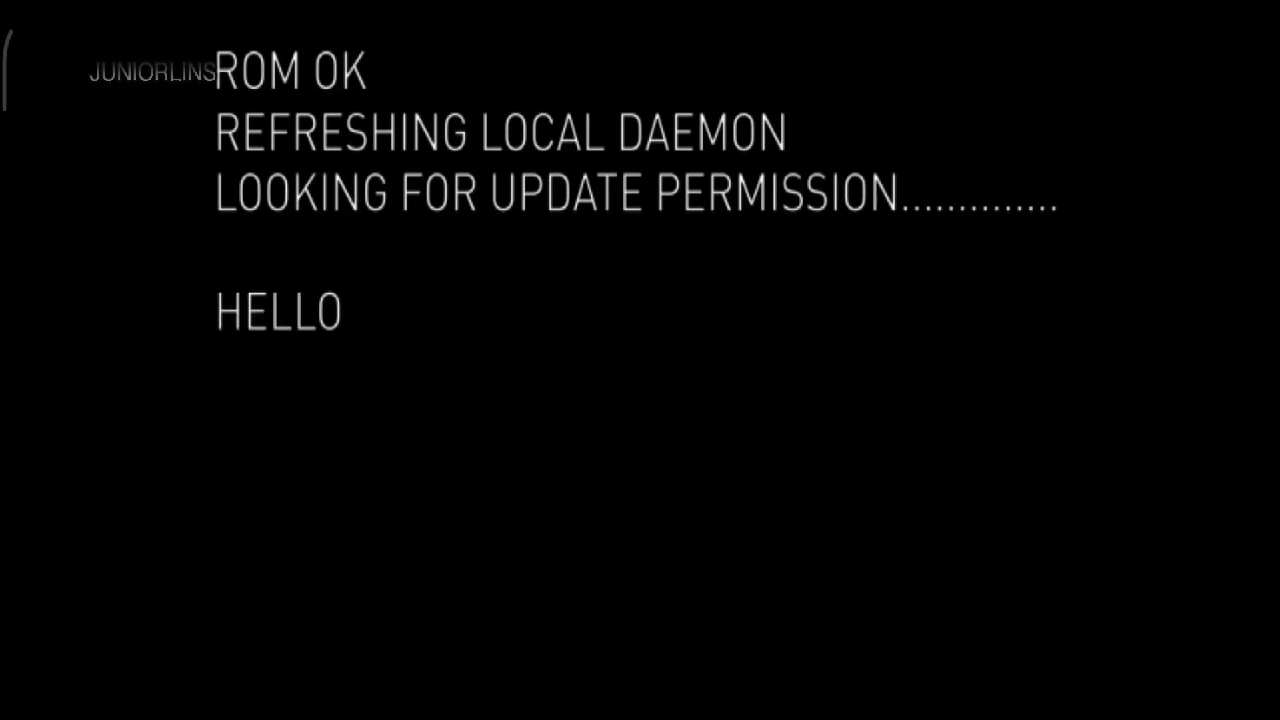 JUNIORLINS
ROM OK
REFRESHING LOCAL DAEMON
LOOKING FOR UPDATE PERMISSION..............
HELLO